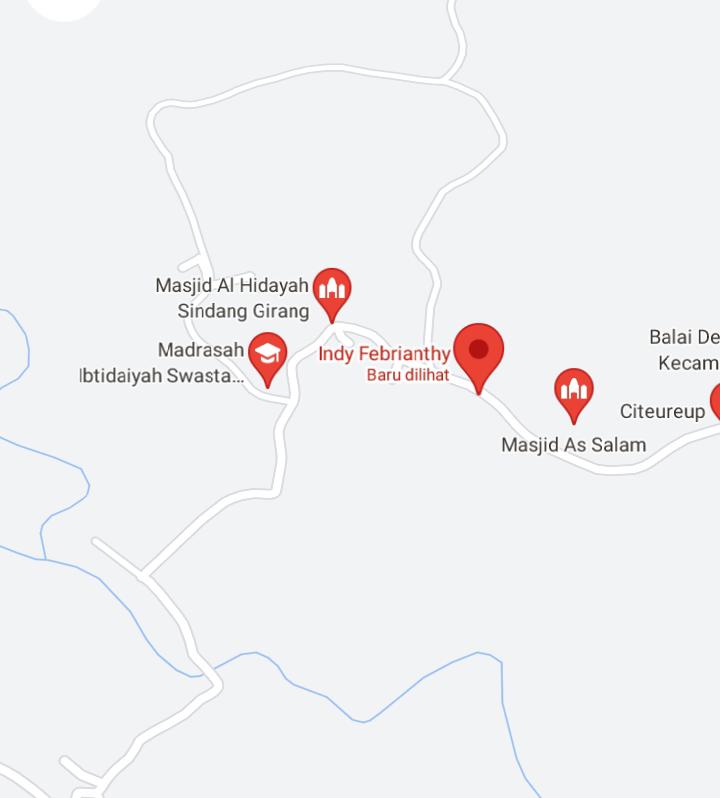 Masjid Al Hidayah
Sindang Girang
Madrasah
Ibtidaiyah Swasta...
Indy Febrianthy
Baru dilihat
Balai De
Kecam
Citeureup
Masjid As Salam